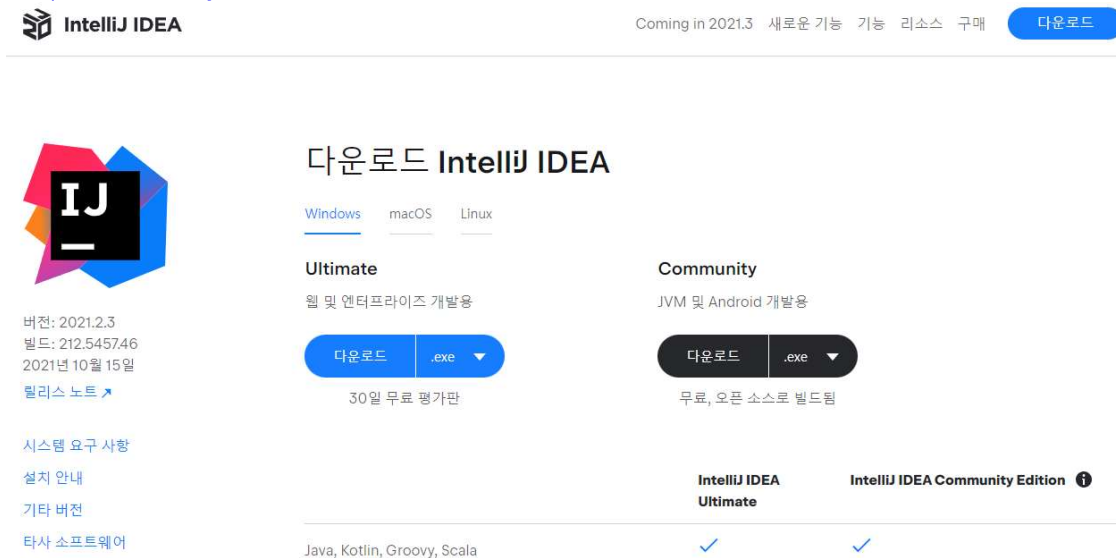 IntelliJ IDEA
Coming in 2021.3 새로운 기능 기능 리소스 구매 다운로드
IJ
버전: 2021.2.3
빌드: 212.5457.46
2021년 10월 15일
릴리스 노트 ↗
시스템 요구 사항
설치 안내
기타 버전
타사 소프트웨어
다운로드 IntelliJ IDEA
Windows macOS Linux
Ultimate
웹 및 엔터프라이즈 개발용
다운로드 .exe
30일 무료 평가판
Community
JVM 및 Android 개발용
다운로드 .exe
무료, 오픈 소스로 빌드됨
IntelliJ IDEA
Ultimate
IntelliJ IDEA Community Edition
Java, Kotlin, Groovy, Scala